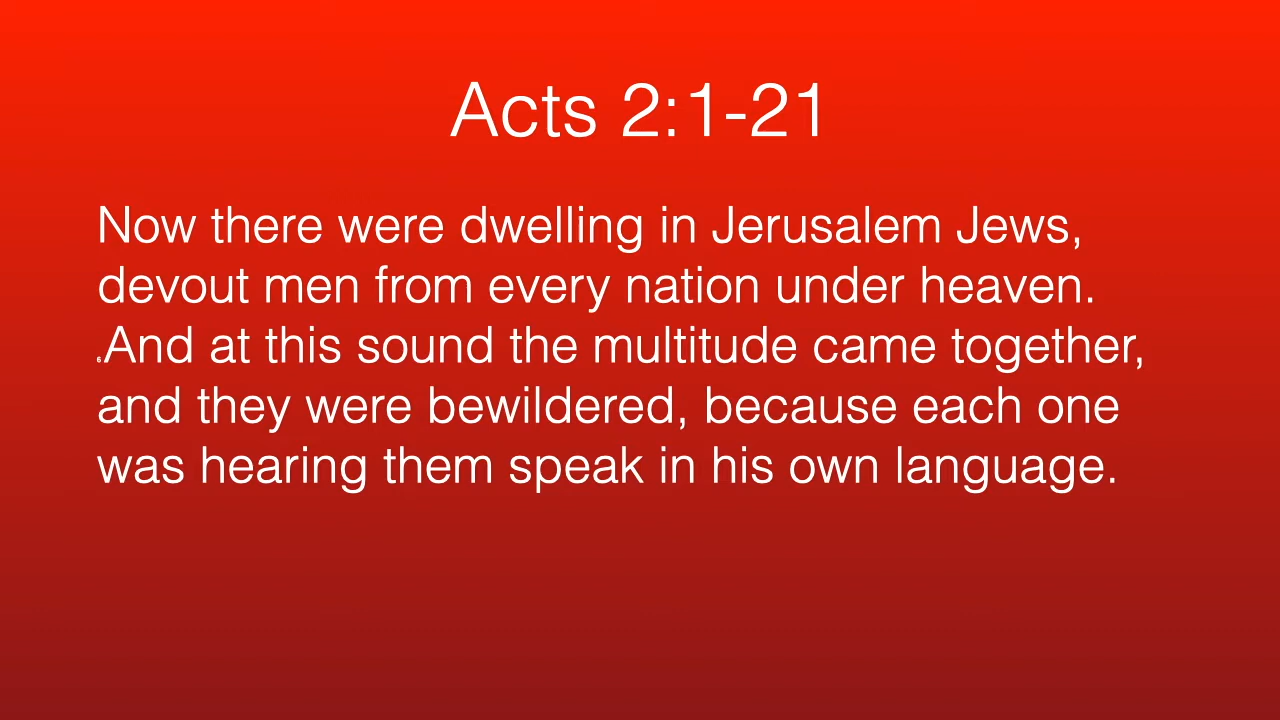 Acts 2:1-21
Now there were dwelling in Jerusalem Jews,
devout men from every nation under heaven.
6 And at this sound the multitude came together,
and they were bewildered, because each one
was hearing them speak in his own language.